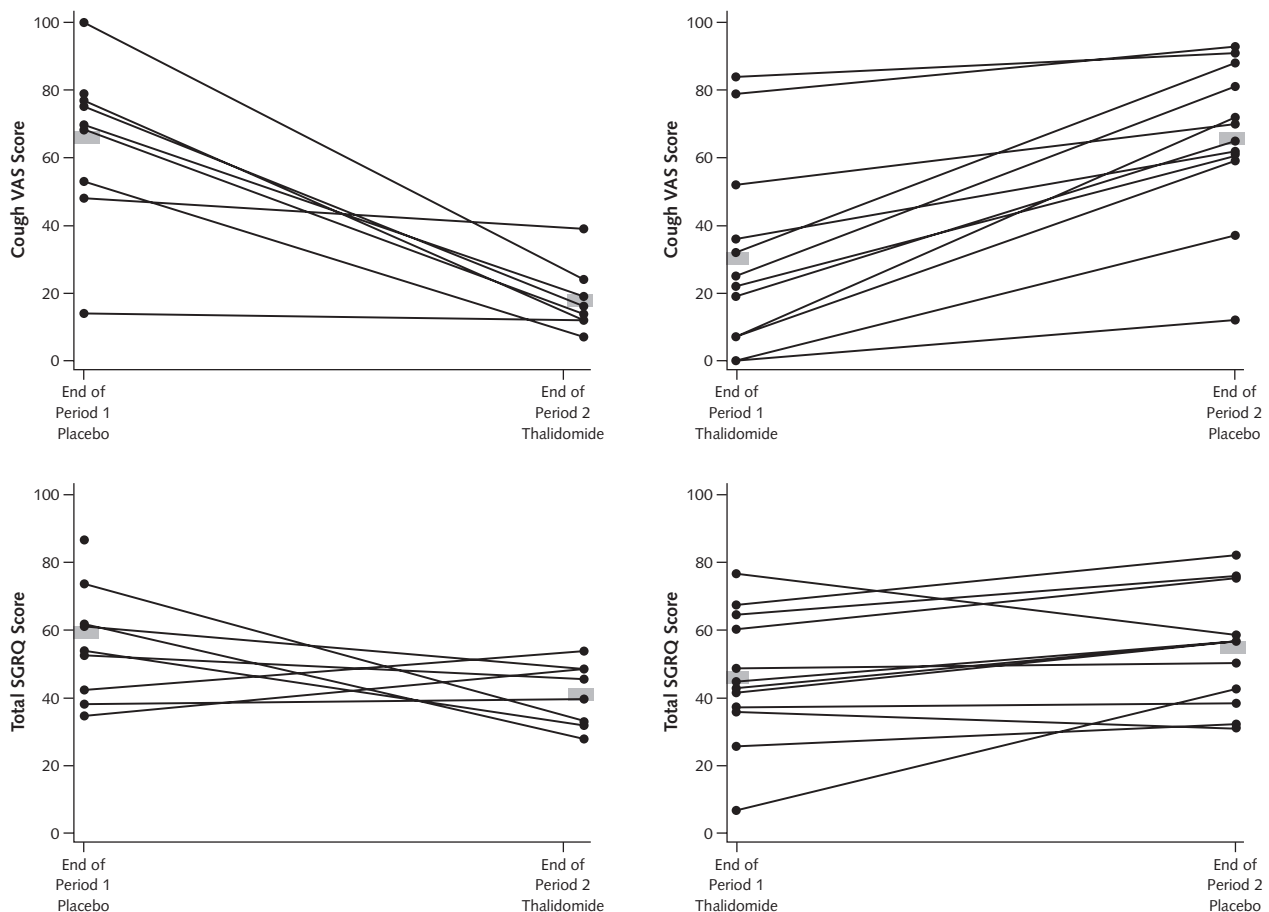 100
80
60
40
20
0
Cough VAS Score
End of
Period 1
Placebo
End of
Period 2
Thalidomide
100
80
60
40
20
0
Cough VAS Score
End of
Period 1
Thalidomide
End of
Period 2
Placebo
100
80
60
40
20
0
Total SGRQ Score
End of
Period 1
Placebo
End of
Period 2
Thalidomide
100
80
60
40
20
0
Total SGRQ Score
End of
Period 1
Thalidomide
End of
Period 2
Placebo